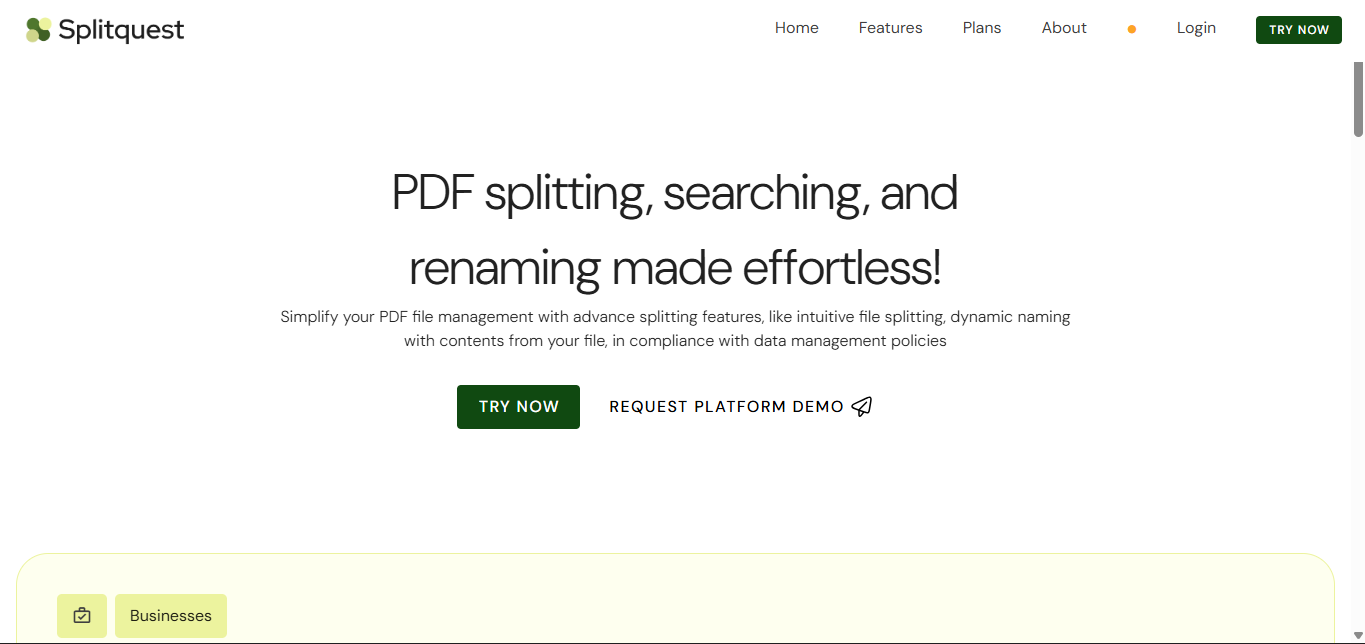 Splitquest
Home Features Plans About Login TRY NOW
PDF splitting, searching, and
renaming made effortless!
Simplify your PDF file management with advance splitting features, like intuitive file splitting, dynamic naming
with contents from your file, in compliance with data management policies
TRY NOW REQUEST PLATFORM DEMO
Businesses